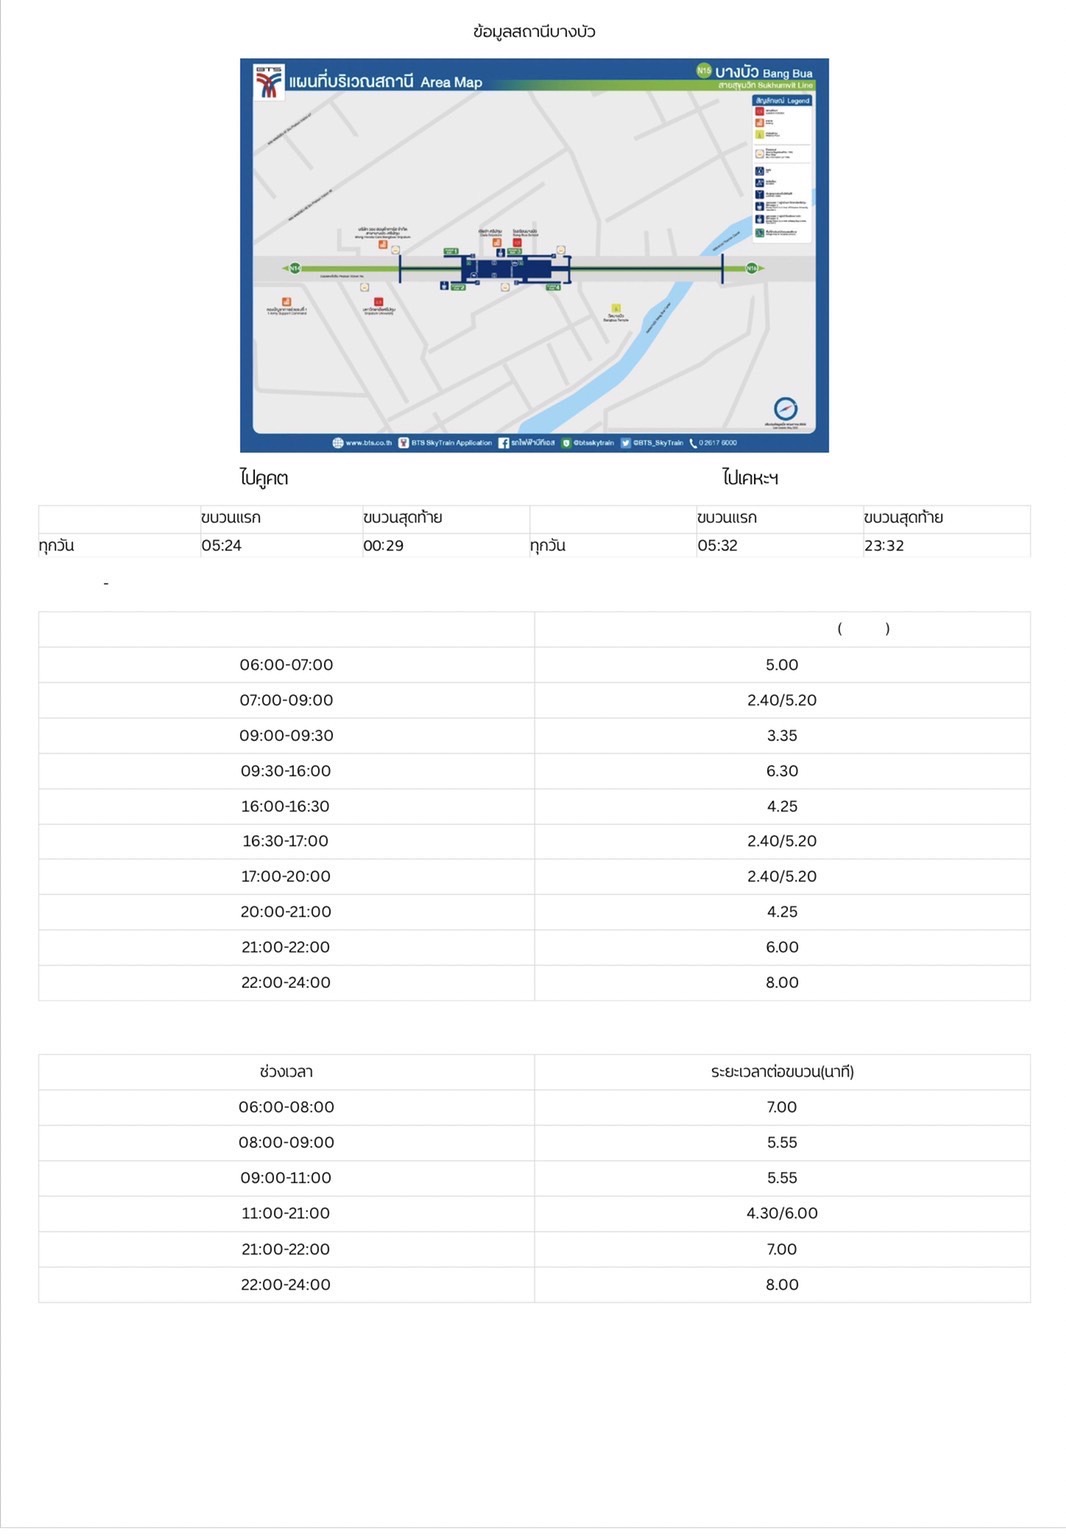 ข้อมูลสถานีบางบัว
BTS
แผนที่บริเวณสถานี Area Map
N15 บางบัว Bang Bua
สายสุขุมวิท Sukhumvit Line
สัญลักษณ์ Legend
N14
N16
www.bts.co.th BTS SkyTrain Application รถไฟฟ้าบีทีเอส @btsskytrain @BTS_SkyTrain 0 2617 6000
ไปคูคต ไปเคหะฯ
ขบวนแรก ขบวนสุดท้าย ขบวนแรก ขบวนสุดท้าย
ทุกวัน 05:24 00:29 ทุกวัน 05:32 23:32
-
( )
06:00-07:00 5.00
07:00-09:00 2.40/5.20
09:00-09:30 3.35
09:30-16:00 6.30
16:00-16:30 4.25
16:30-17:00 2.40/5.20
17:00-20:00 2.40/5.20
20:00-21:00 4.25
21:00-22:00 6.00
22:00-24:00 8.00
ช่วงเวลา ระยะเวลาต่อขบวน(นาที)
06:00-08:00 7.00
08:00-09:00 5.55
09:00-11:00 5.55
11:00-21:00 4.30/6.00
21:00-22:00 7.00
22:00-24:00 8.00